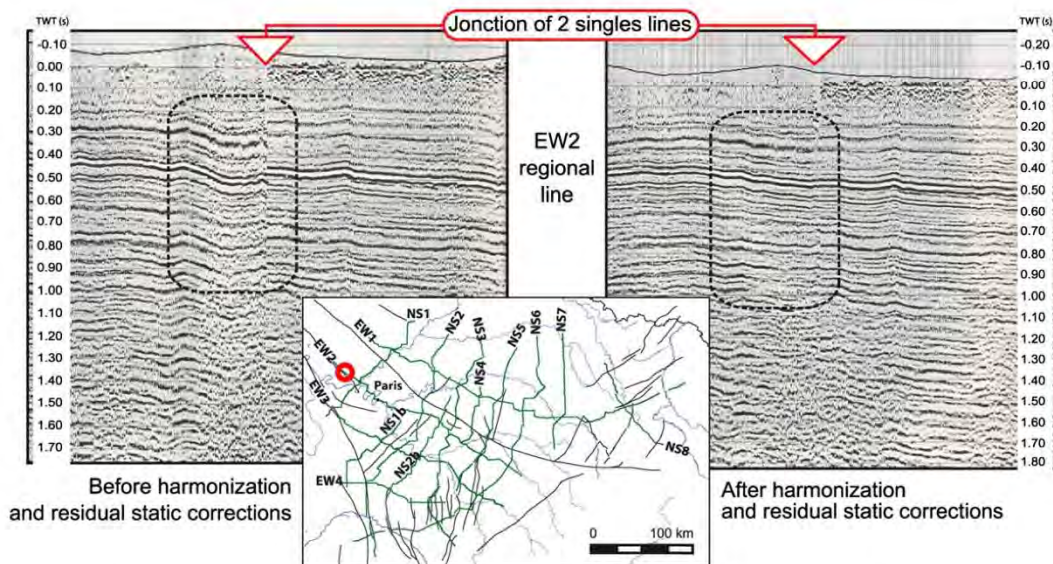 Jonction of 2 singles lines
TWT (s)
-0.10
0.00
0.10
0.20
0.30
0.40
0.50
0.60
0.70
0.80
0.90
1.00
1.10
1.20
1.30
1.40
1.50
1.60
1.70
EW2
regional
line
TWT (s)
-0.20
-0.10
0.00
0.10
0.20
0.30
0.40
0.50
0.60
0.70
0.80
0.90
1.00
1.10
1.20
1.30
1.40
1.50
1.60
1.70
1.80
Before harmonization
and residual static corrections
NS1
EW1
NS2
NS3
NS4
NS5
NS6
NS7
EW2
Paris
EW3
NS1b
NS2b
NS8
EW4
0 100 km
After harmonization
and residual static corrections